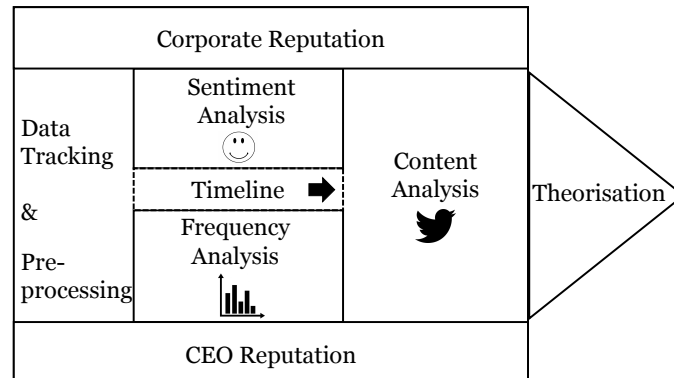 Corporate Reputation
Data
Tracking
&
Pre-
processing
Sentiment
Analysis
Timeline
Frequency
Analysis
Content
Analysis
Theorisation
CEO Reputation